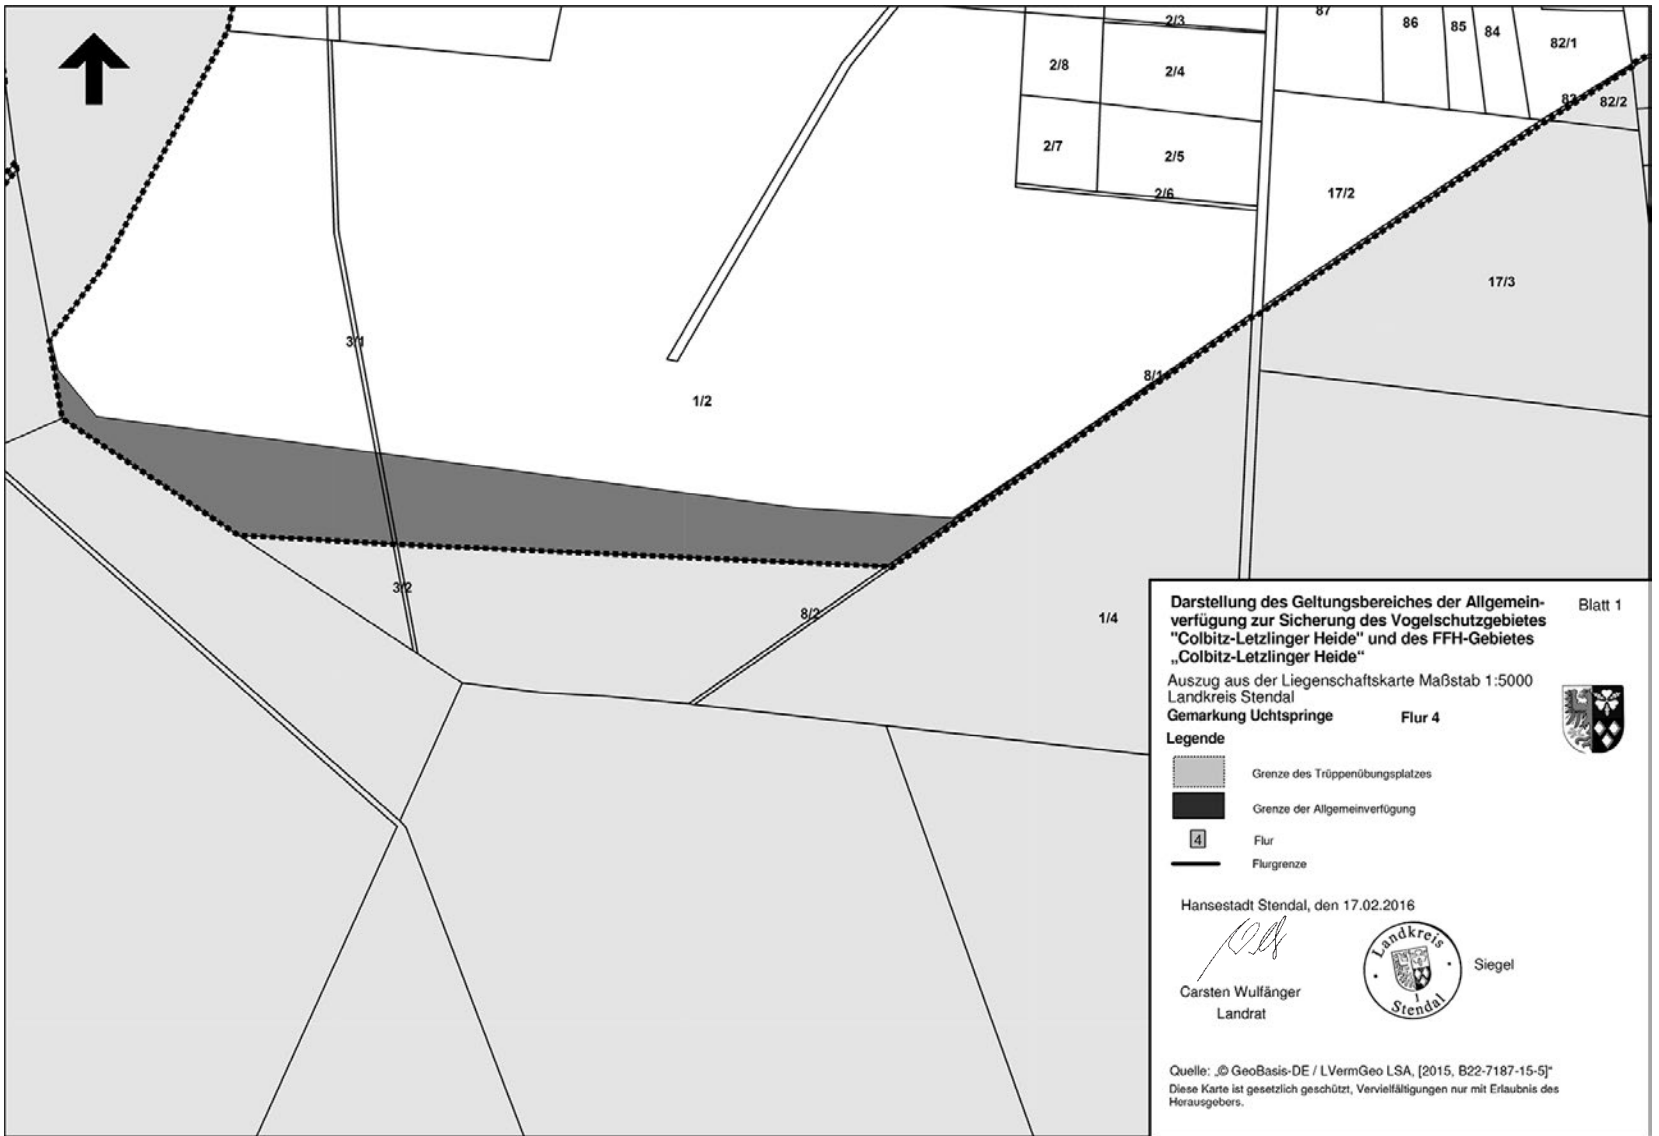 2/3
87
86
85
84
82/1
2/8
2/4
83
82/2
2/7
2/5
2/6
17/2
17/3
3/1
8/1
1/2
3/2
8/2
1/4
Darstellung des Geltungsbereiches der Allgemein-
Blatt 1
verfügung zur Sicherung des Vogelschutzgebietes
"Colbitz-Letzlinger Heide" und des FFH-Gebietes
„Colbitz-Letzlinger Heide“
Auszug aus der Liegenschaftskarte Maßstab 1:5000
Landkreis Stendal
Gemarkung Uchtspringe Flur 4
Legende
Grenze des Trüppenübungsplatzes
Grenze der Allgemeinverfügung
4 Flur
Flurgrenze
Hansestadt Stendal, den 17.02.2016
Landkreis
1
Stendal
Siegel
Carsten Wulfänger
Landrat
Quelle: „© GeoBasis-DE / LVermGeo LSA, [2015, B22-7187-15-5]“
Diese Karte ist gesetzlich geschützt, Vervielfältigungen nur mit Erlaubnis des
Herausgebers.